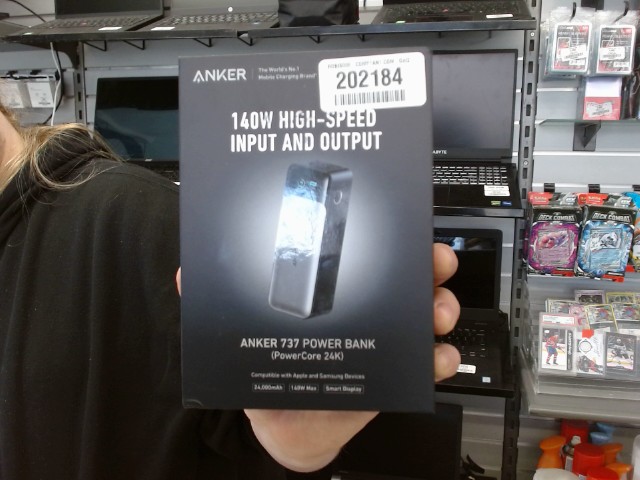 ANKER
The World's No.1
Mobile Charging Brand
202184
140W HIGH-SPEED
INPUT AND OUTPUT
ANKER 737 POWER BANK
(PowerCore 24K)
Compatible with Apple and Samsung Devices
24,000mAh 140W Max Smart Display